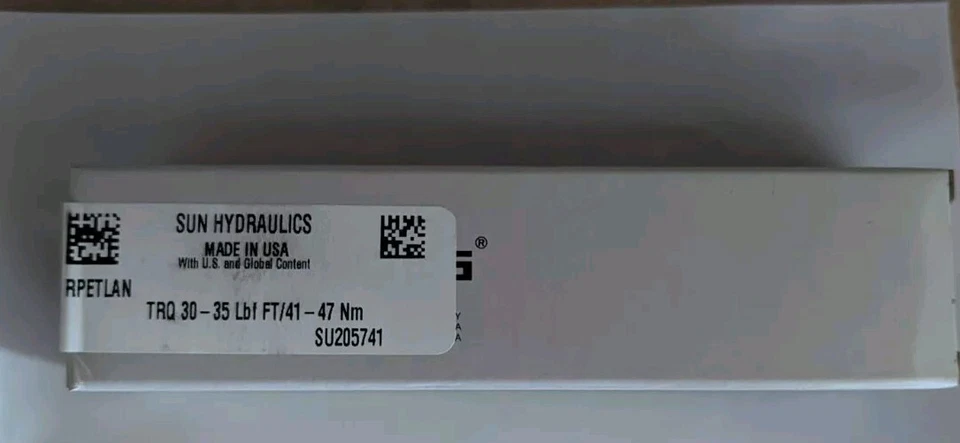 SUN HYDRAULICS
MADE IN USA
With U.S. and Global Content
RPETLAN
TRQ 30-35 Lbf FT/41-47 Nm
SU205741
G®
Y
A
A